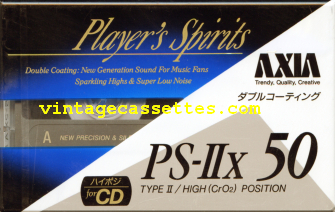 Player's Spirits
Double Coating: New Generation Sound For Music Fans
Sparkling Highs & Super Low Noise
AXIA
Trendy, Quality, Creative
ダブルコーティング
vintagecassettes.com
A NEW PRECISION & SIL
PS-IIx 50
TYPE II / HIGH (CrO2) POSITION
ハイポジ
for CD